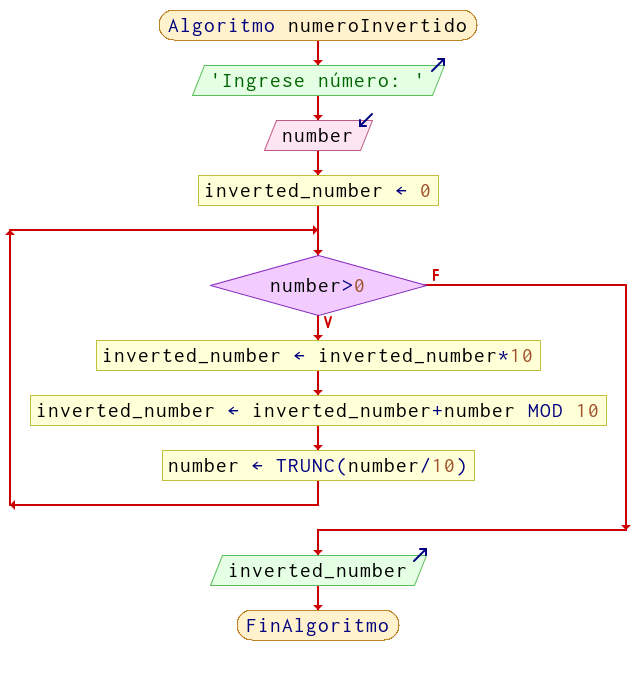 Algoritmo numeroInvertido
'Ingrese número: '
number
inverted_number ← 0
number>0
F
V
inverted_number ← inverted_number*10
inverted_number ← inverted_number+number MOD 10
number ← TRUNC(number/10)
inverted_number
FinAlgoritmo